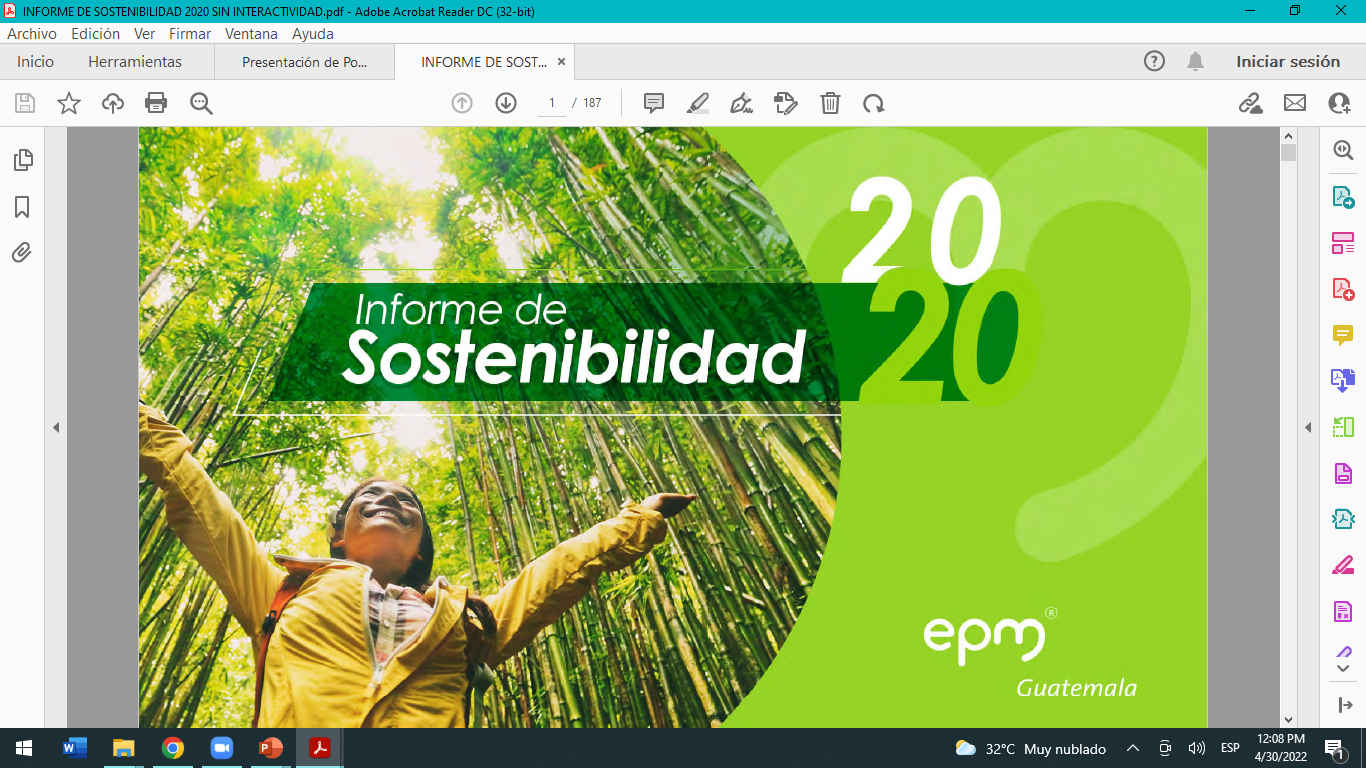 INFORME DE SOSTENIBILIDAD 2020 SIN INTERACTIVIDAD.pdf - Adobe Acrobat Reader DC (32-bit)
Archivo Edición Ver Firmar Ventana Ayuda
Inicio Herramientas Presentación de Po... INFORME DE SOST... × Iniciar sesión
1 / 187
20
20
Informe de
Sostenibilidad
epm®
Guatemala
32°C Muy nublado ESP 12:08 PM
4/30/2022
1